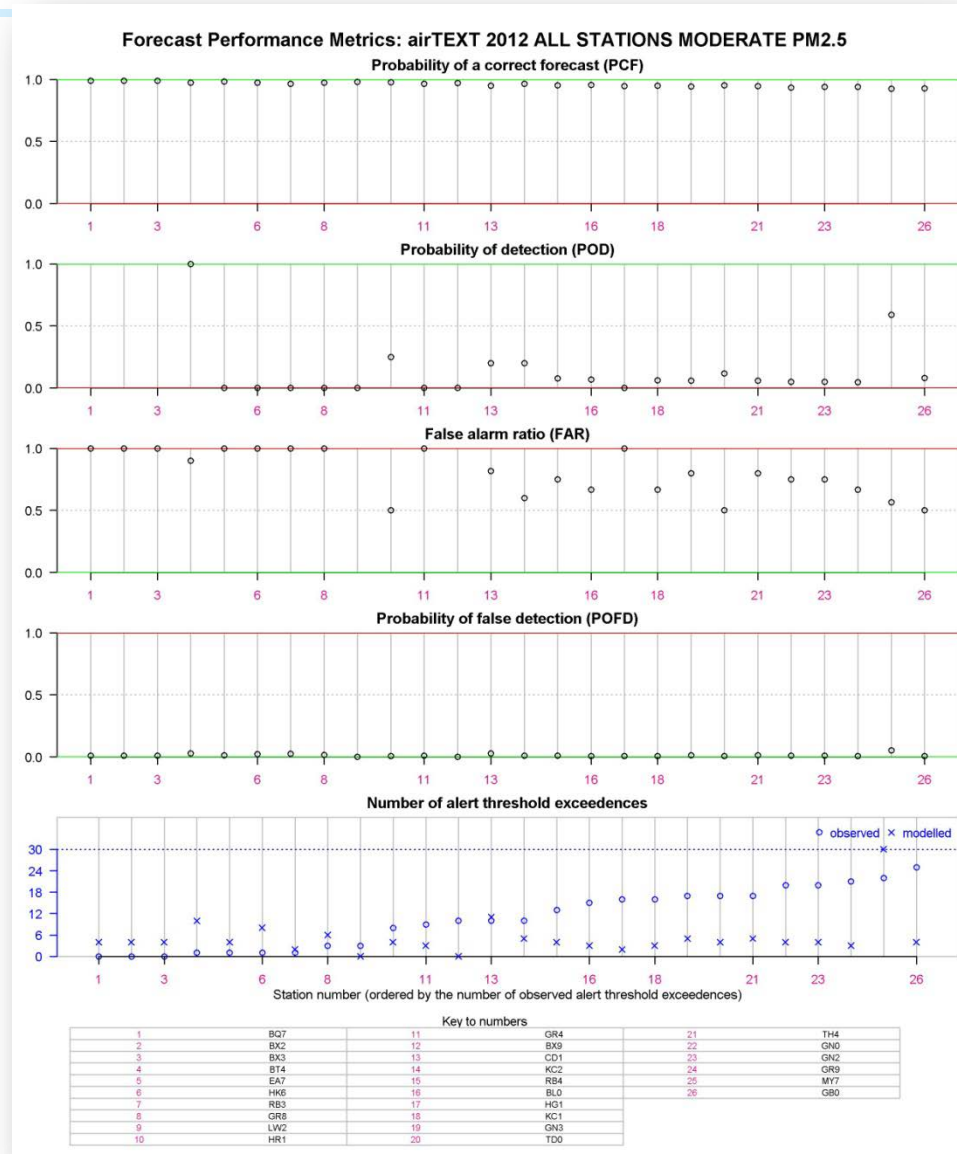 Forecast Performance Metrics: airTEXT 2012 ALL STATIONS MODERATE PM2.5
Probability of a correct forecast (PCF)
1.0
0.5
0.0
1 3 6 8 11 13 16 18 21 23 26
Probability of detection (POD)
1.0
0.5
0.0
1 3 6 8 11 13 16 18 21 23 26
False alarm ratio (FAR)
1.0
0.5
0.0
1 3 6 8 11 13 16 18 21 23 26
Probability of false detection (POFD)
1.0
0.5
0.0
1 3 6 8 11 13 16 18 21 23 26
Number of alert threshold exceedences
observed modelled
30
24
18
12
6
0
1 3 8 11 13 16 18 21 23 26
Station number (ordered by the number of observed alert threshold exceedences)
Key to numbers
1 BQ7 11 GR4 21 TH4
2 BX2 12 BX9 22 GN0
3 BX3 13 CD1 23 GN2
4 BT4 14 KC2 24 GR9
5 EA7 15 RB4 25 MY7
6 HK6 16 BL0 26 GB0
7 RB3 17 HG1
8 GR8 18 KC1
9 LW2 19 GN3
10 HR1 20 TD0